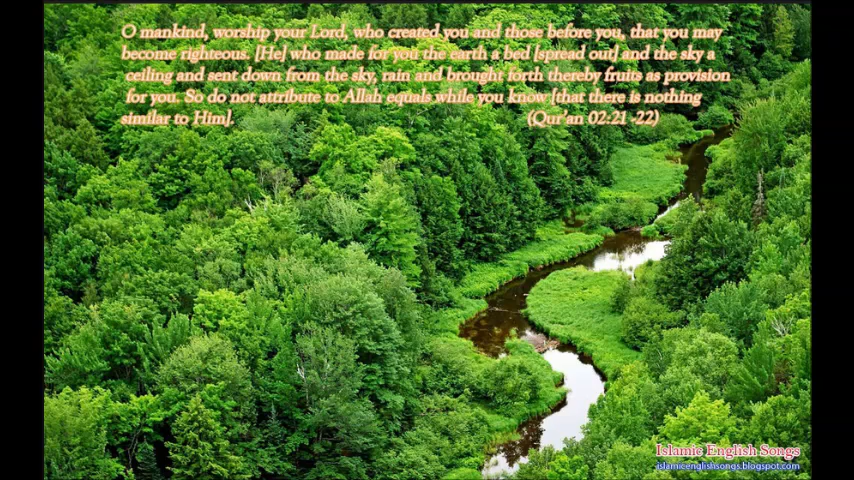 O mankind, worship your Lord, who created you and those before you, that you may
become righteous. [He] who made for you the earth a bed [spread out] and the sky a
ceiling and sent down from the sky, rain and brought forth thereby fruits as provision
for you. So do not attribute to Allah equals while you know [that there is nothing
similar to Him]. (Qur'an 02:21 -22)
Islamic English Songs
islamicenglishsongs.blogspot.com